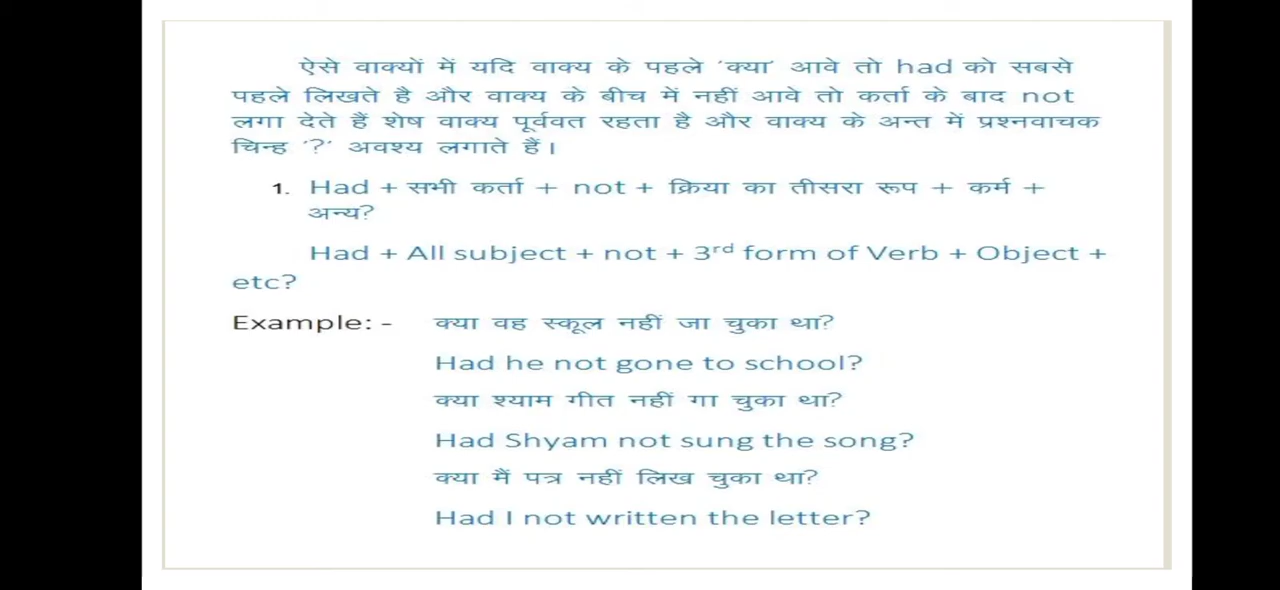 ऐसे वाक्यों में यदि वाक्य के पहले ‘क्या’ आवे तो had को सबसे
पहले लिखते है और वाक्य के बीच में नहीं आवे तो कर्ता के बाद not
लगा देते हैं शेष वाक्य पूर्ववत रहता है और वाक्य के अन्त में प्रश्नवाचक
चिन्ह ‘?’ अवश्य लगाते हैं।
1. Had + सभी कर्ता + not + क्रिया का तीसरा रूप + कर्म +
अन्य?
Had + All subject + not + 3rd form of Verb + Object +
etc?
Example: - क्या वह स्कूल नहीं जा चुका था?
Had he not gone to school?
क्या श्याम गीत नहीं गा चुका था?
Had Shyam not sung the song?
क्या मैं पत्र नहीं लिख चुका था?
Had I not written the letter?